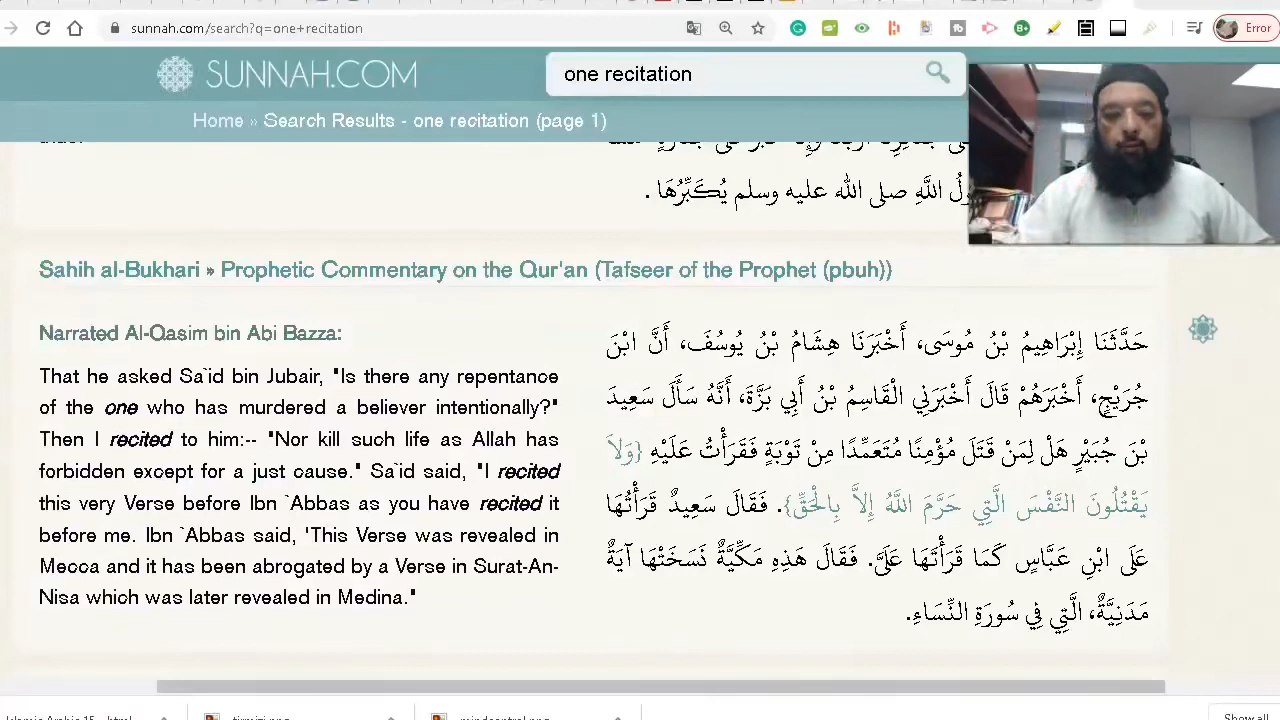 sunnah.com/search?q=one+recitation
Error
SUNNAH.COM
one recitation
Home » Search Results - one recitation (page 1)
رَسُولُ اللَّهِ صلى الله عليه وسلم يُكَبِّرُهَا .
Sahih al-Bukhari » Prophetic Commentary on the Qur'an (Tafseer of the Prophet (pbuh))
Narrated Al-Qasim bin Abi Bazza:
That he asked Sa`id bin Jubair, "Is there any repentance
of the one who has murdered a believer intentionally?"
Then I recited to him:-- "Nor kill such life as Allah has
forbidden except for a just cause." Sa`id said, "I recited
this very Verse before Ibn `Abbas as you have recited it
before me. Ibn `Abbas said, 'This Verse was revealed in
Mecca and it has been abrogated by a Verse in Surat-An-
Nisa which was later revealed in Medina."
حَدَّثَنَا إِبْرَاهِيمُ بْنُ مُوسَى، أَخْبَرَنَا هِشَامُ بْنُ يُوسُفَ، أَنَّ ابْنَ
جُرَيْجٍ، أَخْبَرَهُمْ قَالَ أَخْبَرَنِي الْقَاسِمُ بْنُ أَبِي بَزَّةَ، أَنَّهُ سَأَلَ سَعِيدَ
بْنَ جُبَيْرٍ هَلْ لِمَنْ قَتَلَ مُؤْمِنًا مُتَعَمِّدًا مِنْ تَوْبَةٍ فَقَرَأْتُ عَلَيْهِ {وَلاَ
يَقْتُلُونَ النَّفْسَ الَّتِي حَرَّمَ اللَّهُ إِلاَّ بِالْحَقِّ}. فَقَالَ سَعِيدٌ قَرَأْتُهَا
عَلَى ابْنِ عَبَّاسٍ كَمَا قَرَأْتَهَا عَلَىَّ. فَقَالَ هَذِهِ مَكِّيَّةٌ نَسَخَتْهَا آيَةٌ
مَدَنِيَّةٌ، الَّتِي فِي سُورَةِ النِّسَاءِ.
Show all